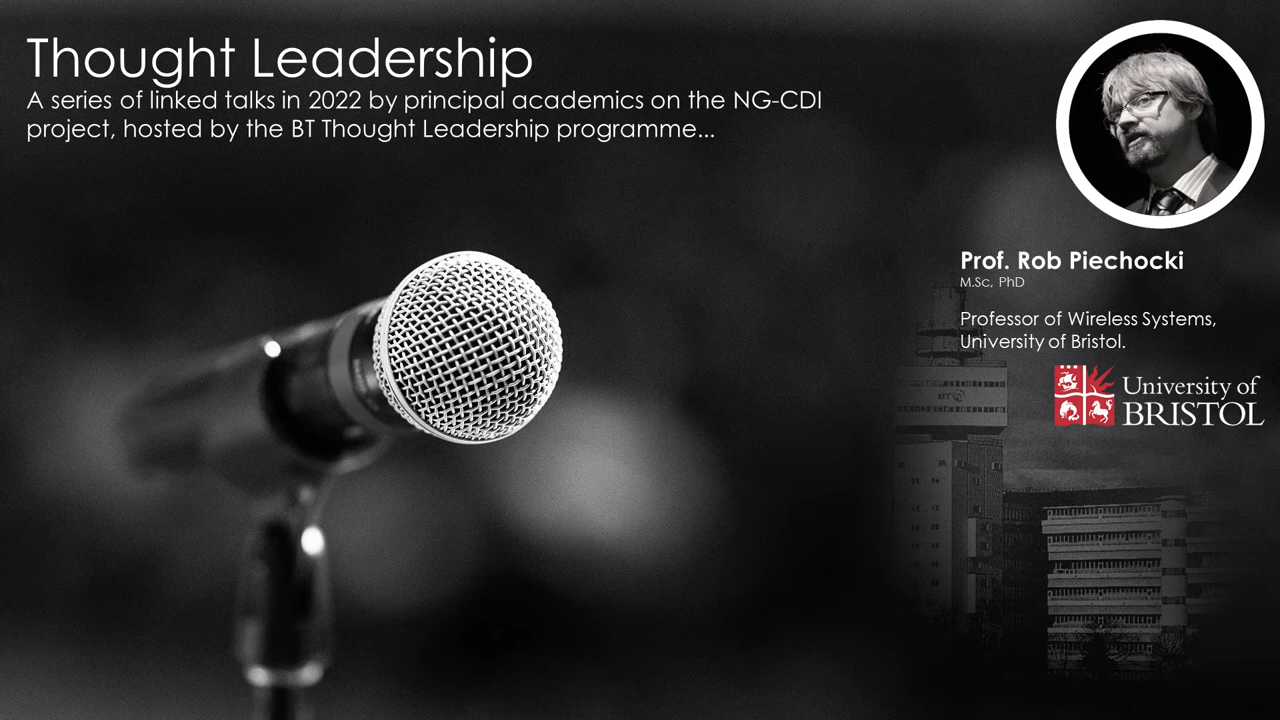 Thought Leadership
A series of linked talks in 2022 by principal academics on the NG-CDI
project, hosted by the BT Thought Leadership programme...
Prof. Rob Piechocki
M.Sc, PhD
Professor of Wireless Systems,
University of Bristol.
University of
BRISTOL
BT